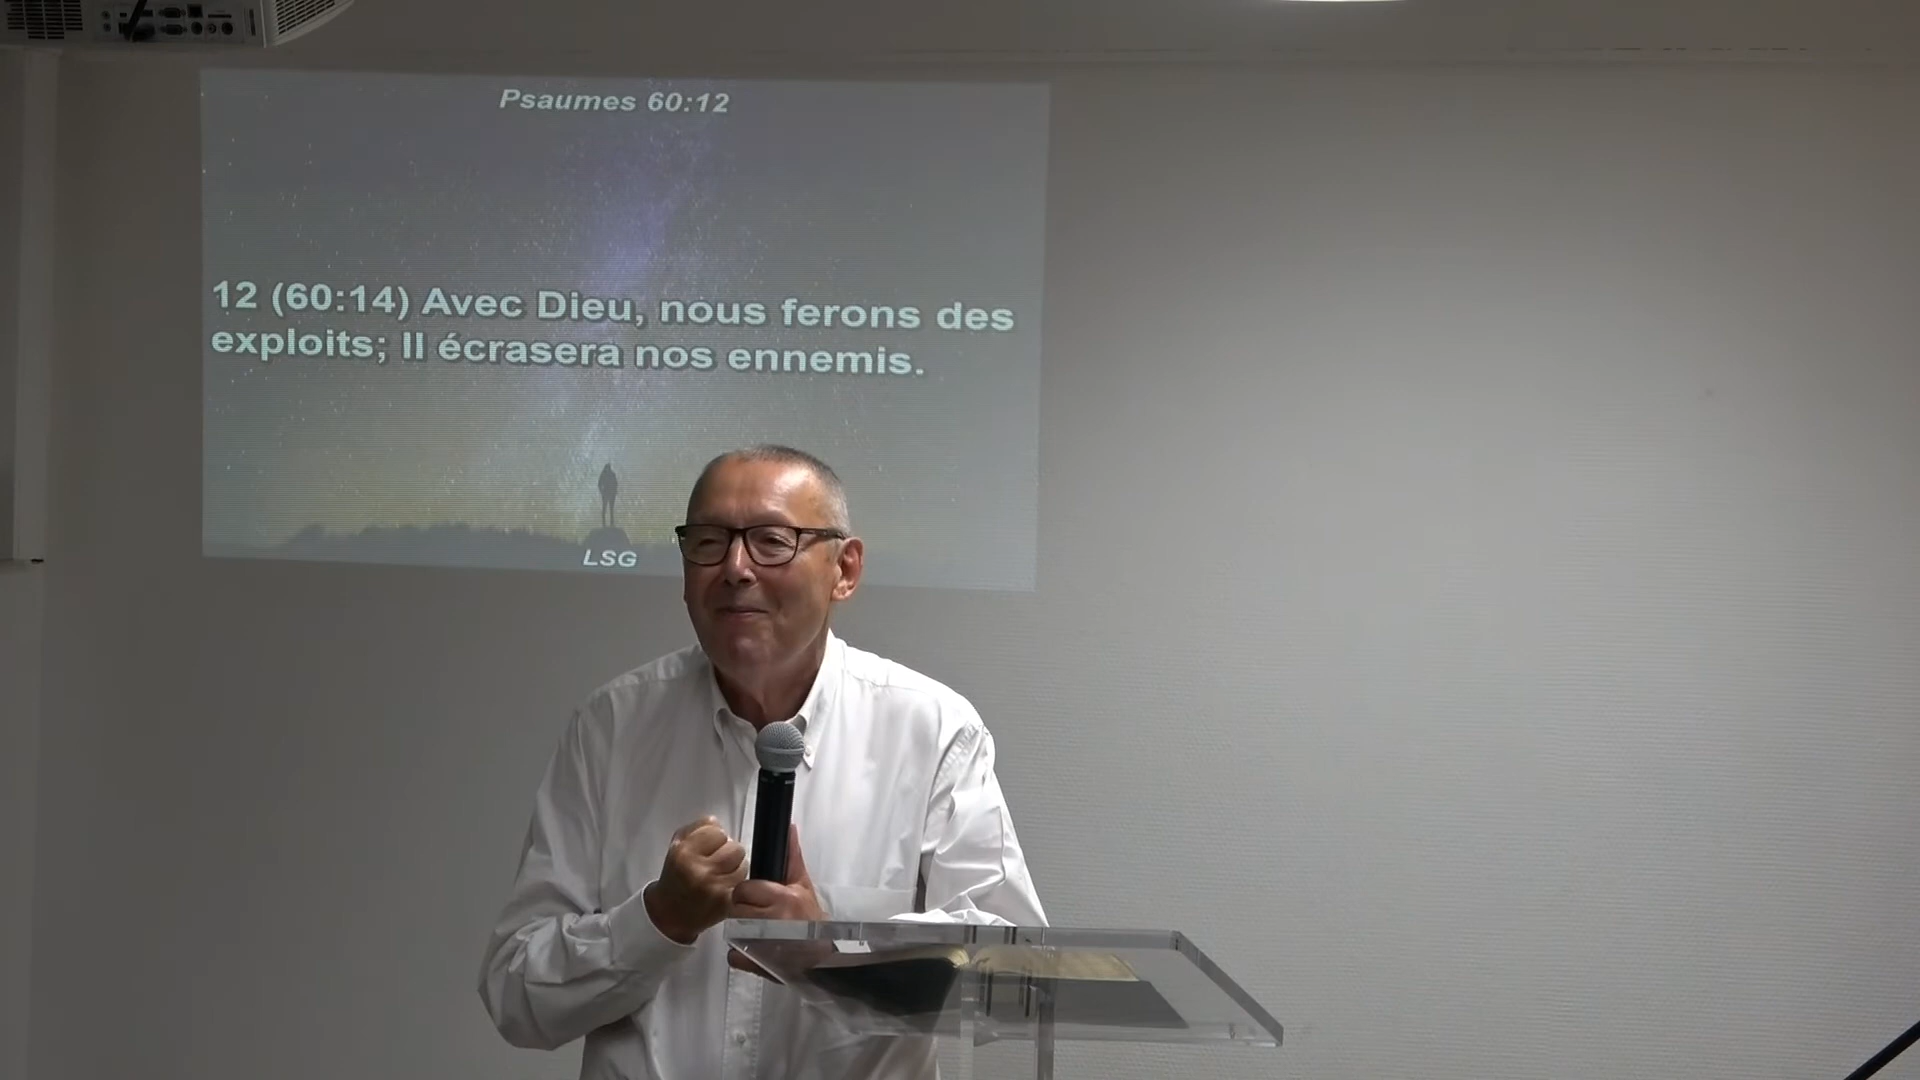 Psaumes 60:12
12 (60:14) Avec Dieu, nous ferons des
exploits; Il écrasera nos ennemis.
LSG